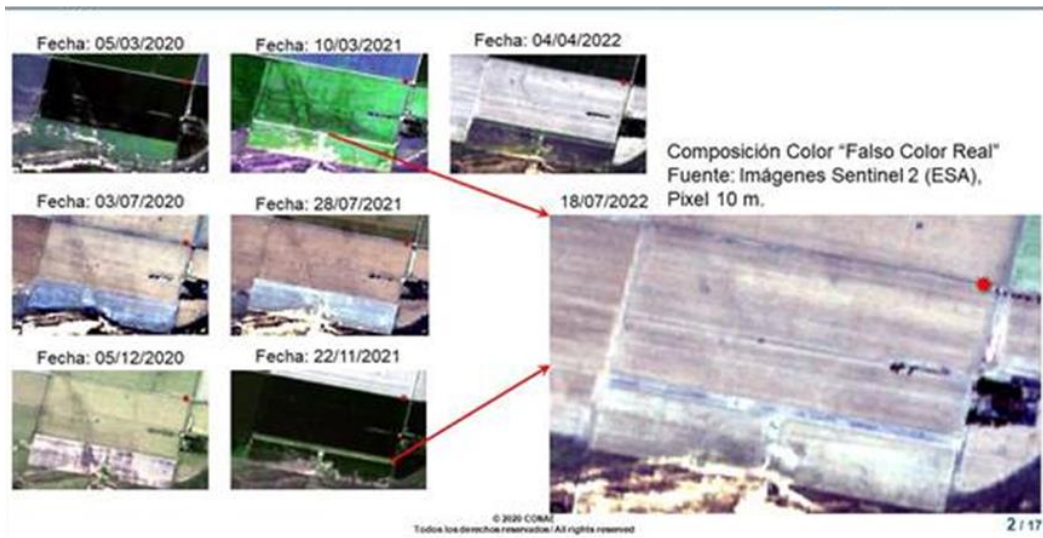 Fecha: 05/03/2020
Fecha: 10/03/2021
Fecha: 04/04/2022
Composición Color “Falso Color Real”
Fuente: Imágenes Sentinel 2 (ESA),
Pixel 10 m.
Fecha: 03/07/2020
Fecha: 28/07/2021
18/07/2022
Fecha: 05/12/2020
Fecha: 22/11/2021
© 2020 CONAE
Todos los derechos reservados / All rights reserved
2 / 17